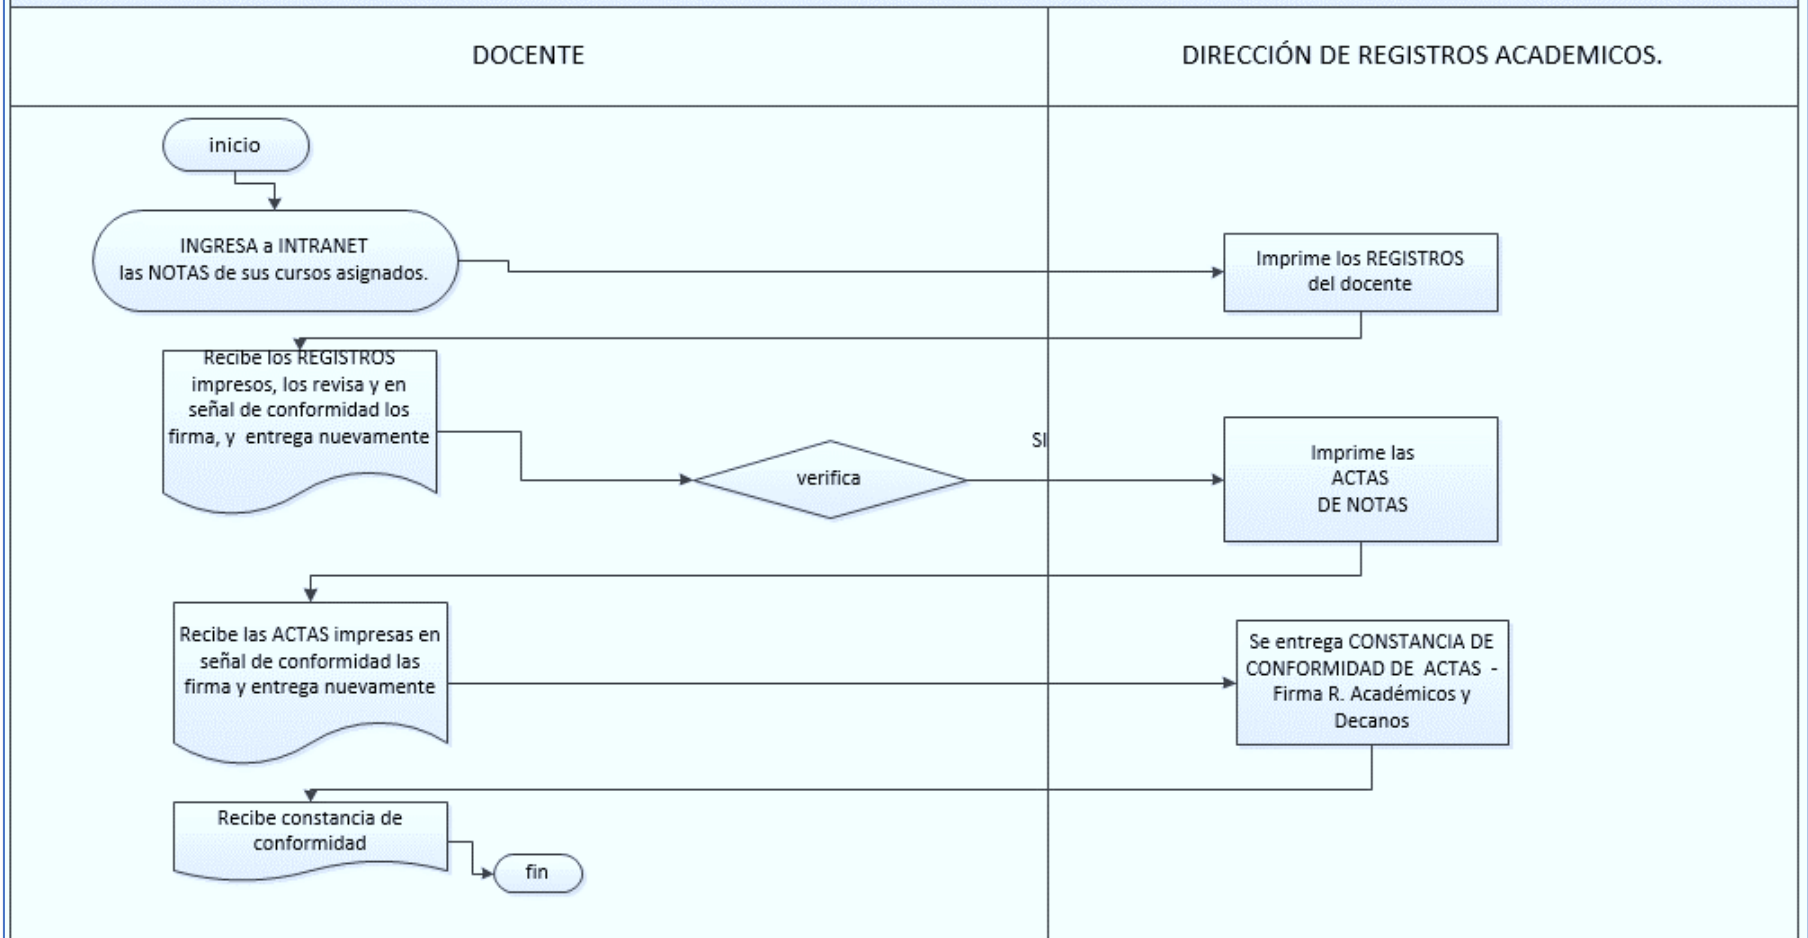 DOCENTE
DIRECCIÓN DE REGISTROS ACADEMICOS.
inicio
INGRESA a INTRANET
las NOTAS de sus cursos asignados.
Imprime los REGISTROS
del docente
Recibe los REGISTROS
impresos, los revisa y en
señal de conformidad los
firma, y entrega nuevamente
verifica
SI
Imprime las
ACTAS
DE NOTAS
Recibe las ACTAS impresas en
señal de conformidad las
firma y entrega nuevamente
Se entrega CONSTANCIA DE
CONFORMIDAD DE ACTAS -
Firma R. Académicos y
Decanos
Recibe constancia de
conformidad
fin